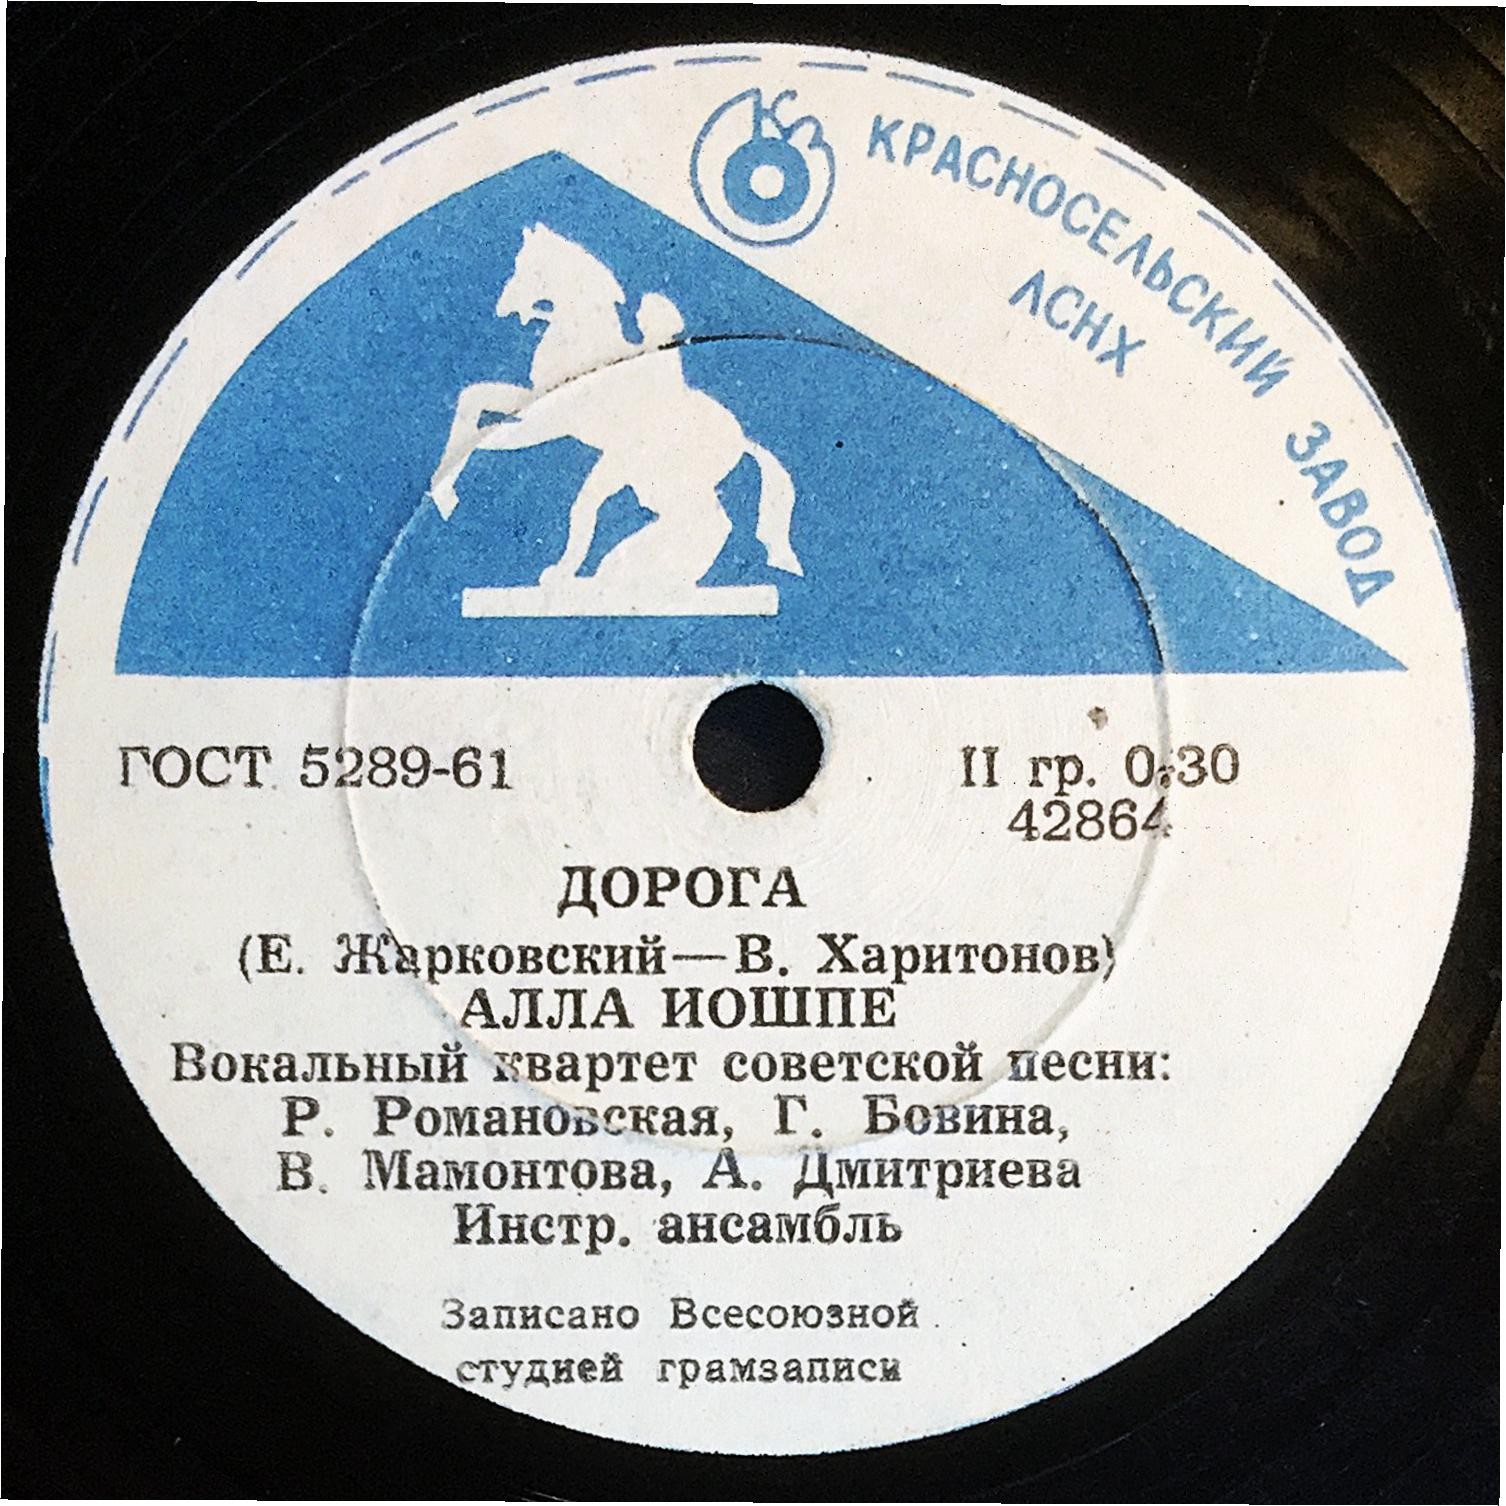 КРАСНОСЕЛЬСКИЙ ЗАВОД
ЛСНХ
ГОСТ 5289-61
II гр. 0-30
42864
ДОРОГА
(Е. Жарковский—В. Харитонов)
АЛЛА ИОШПЕ
Вокальный квартет советской песни:
Р. Романовская, Г. Бовина,
В. Мамонтова, А. Дмитриева
Инстр. ансамбль
Записано Всесоюзной
студией грамзаписи